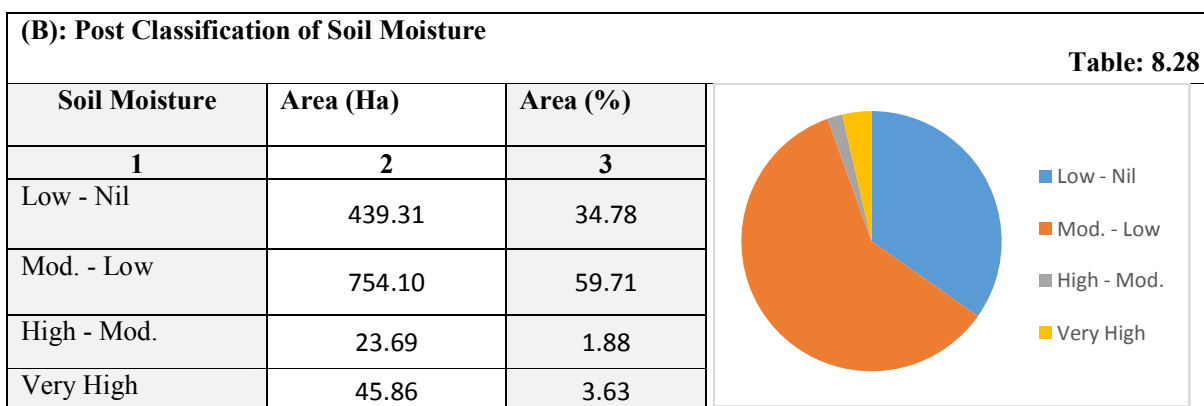 (B): Post Classification of Soil Moisture
Table: 8.28
Soil Moisture Area (Ha) Area (%)
1 2 3
Low - Nil 439.31 34.78
Mod. - Low 754.10 59.71
High - Mod. 23.69 1.88
Very High 45.86 3.63
Low - Nil
Mod. - Low
High - Mod.
Very High